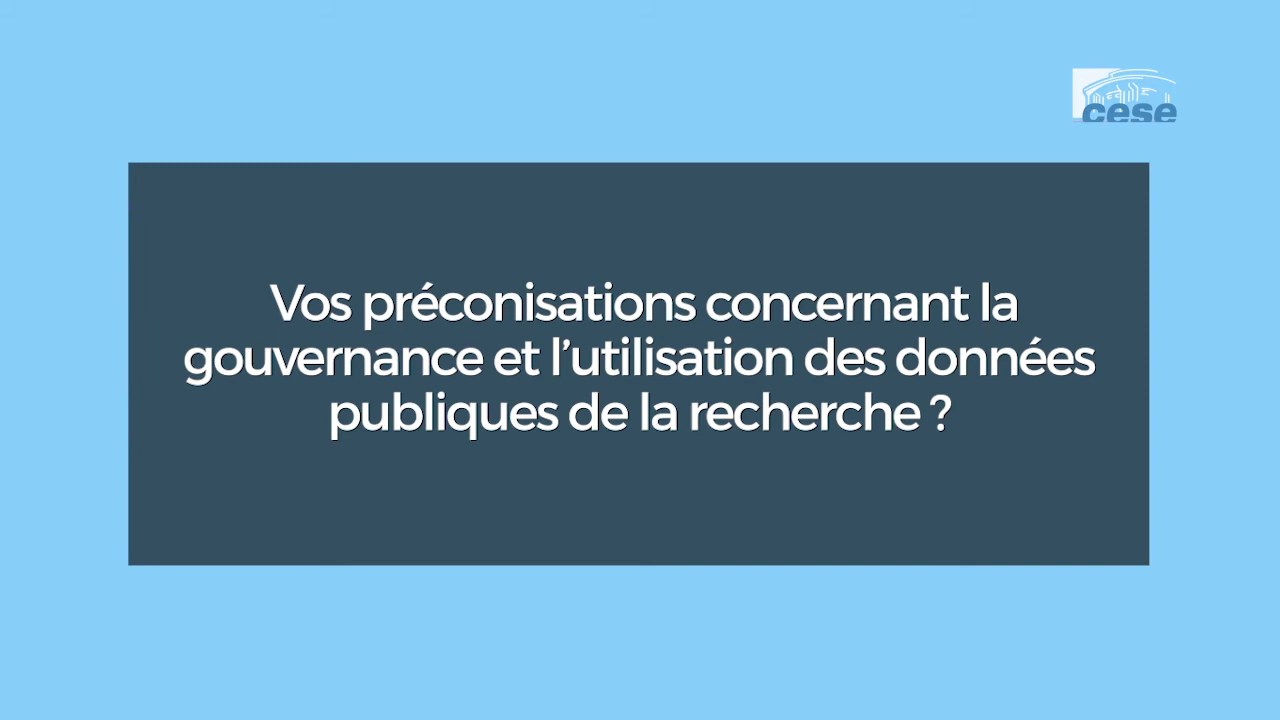 cese
Vos préconisations concernant la
gouvernance et l’utilisation des données
publiques de la recherche ?